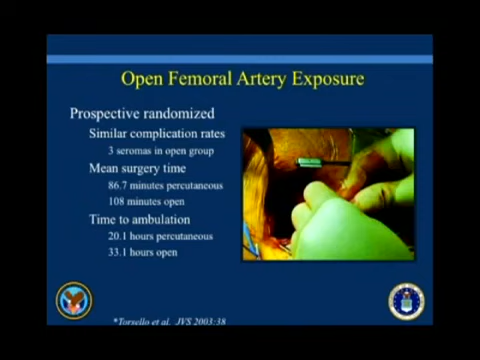 Open Femoral Artery Exposure
Prospective randomized
Similar complication rates
3 seromas in open group
Mean surgery time
86.7 minutes percutaneous
108 minutes open
Time to ambulation
20.1 hours percutaneous
33.1 hours open
*Torsello et al. JVS 2003:38